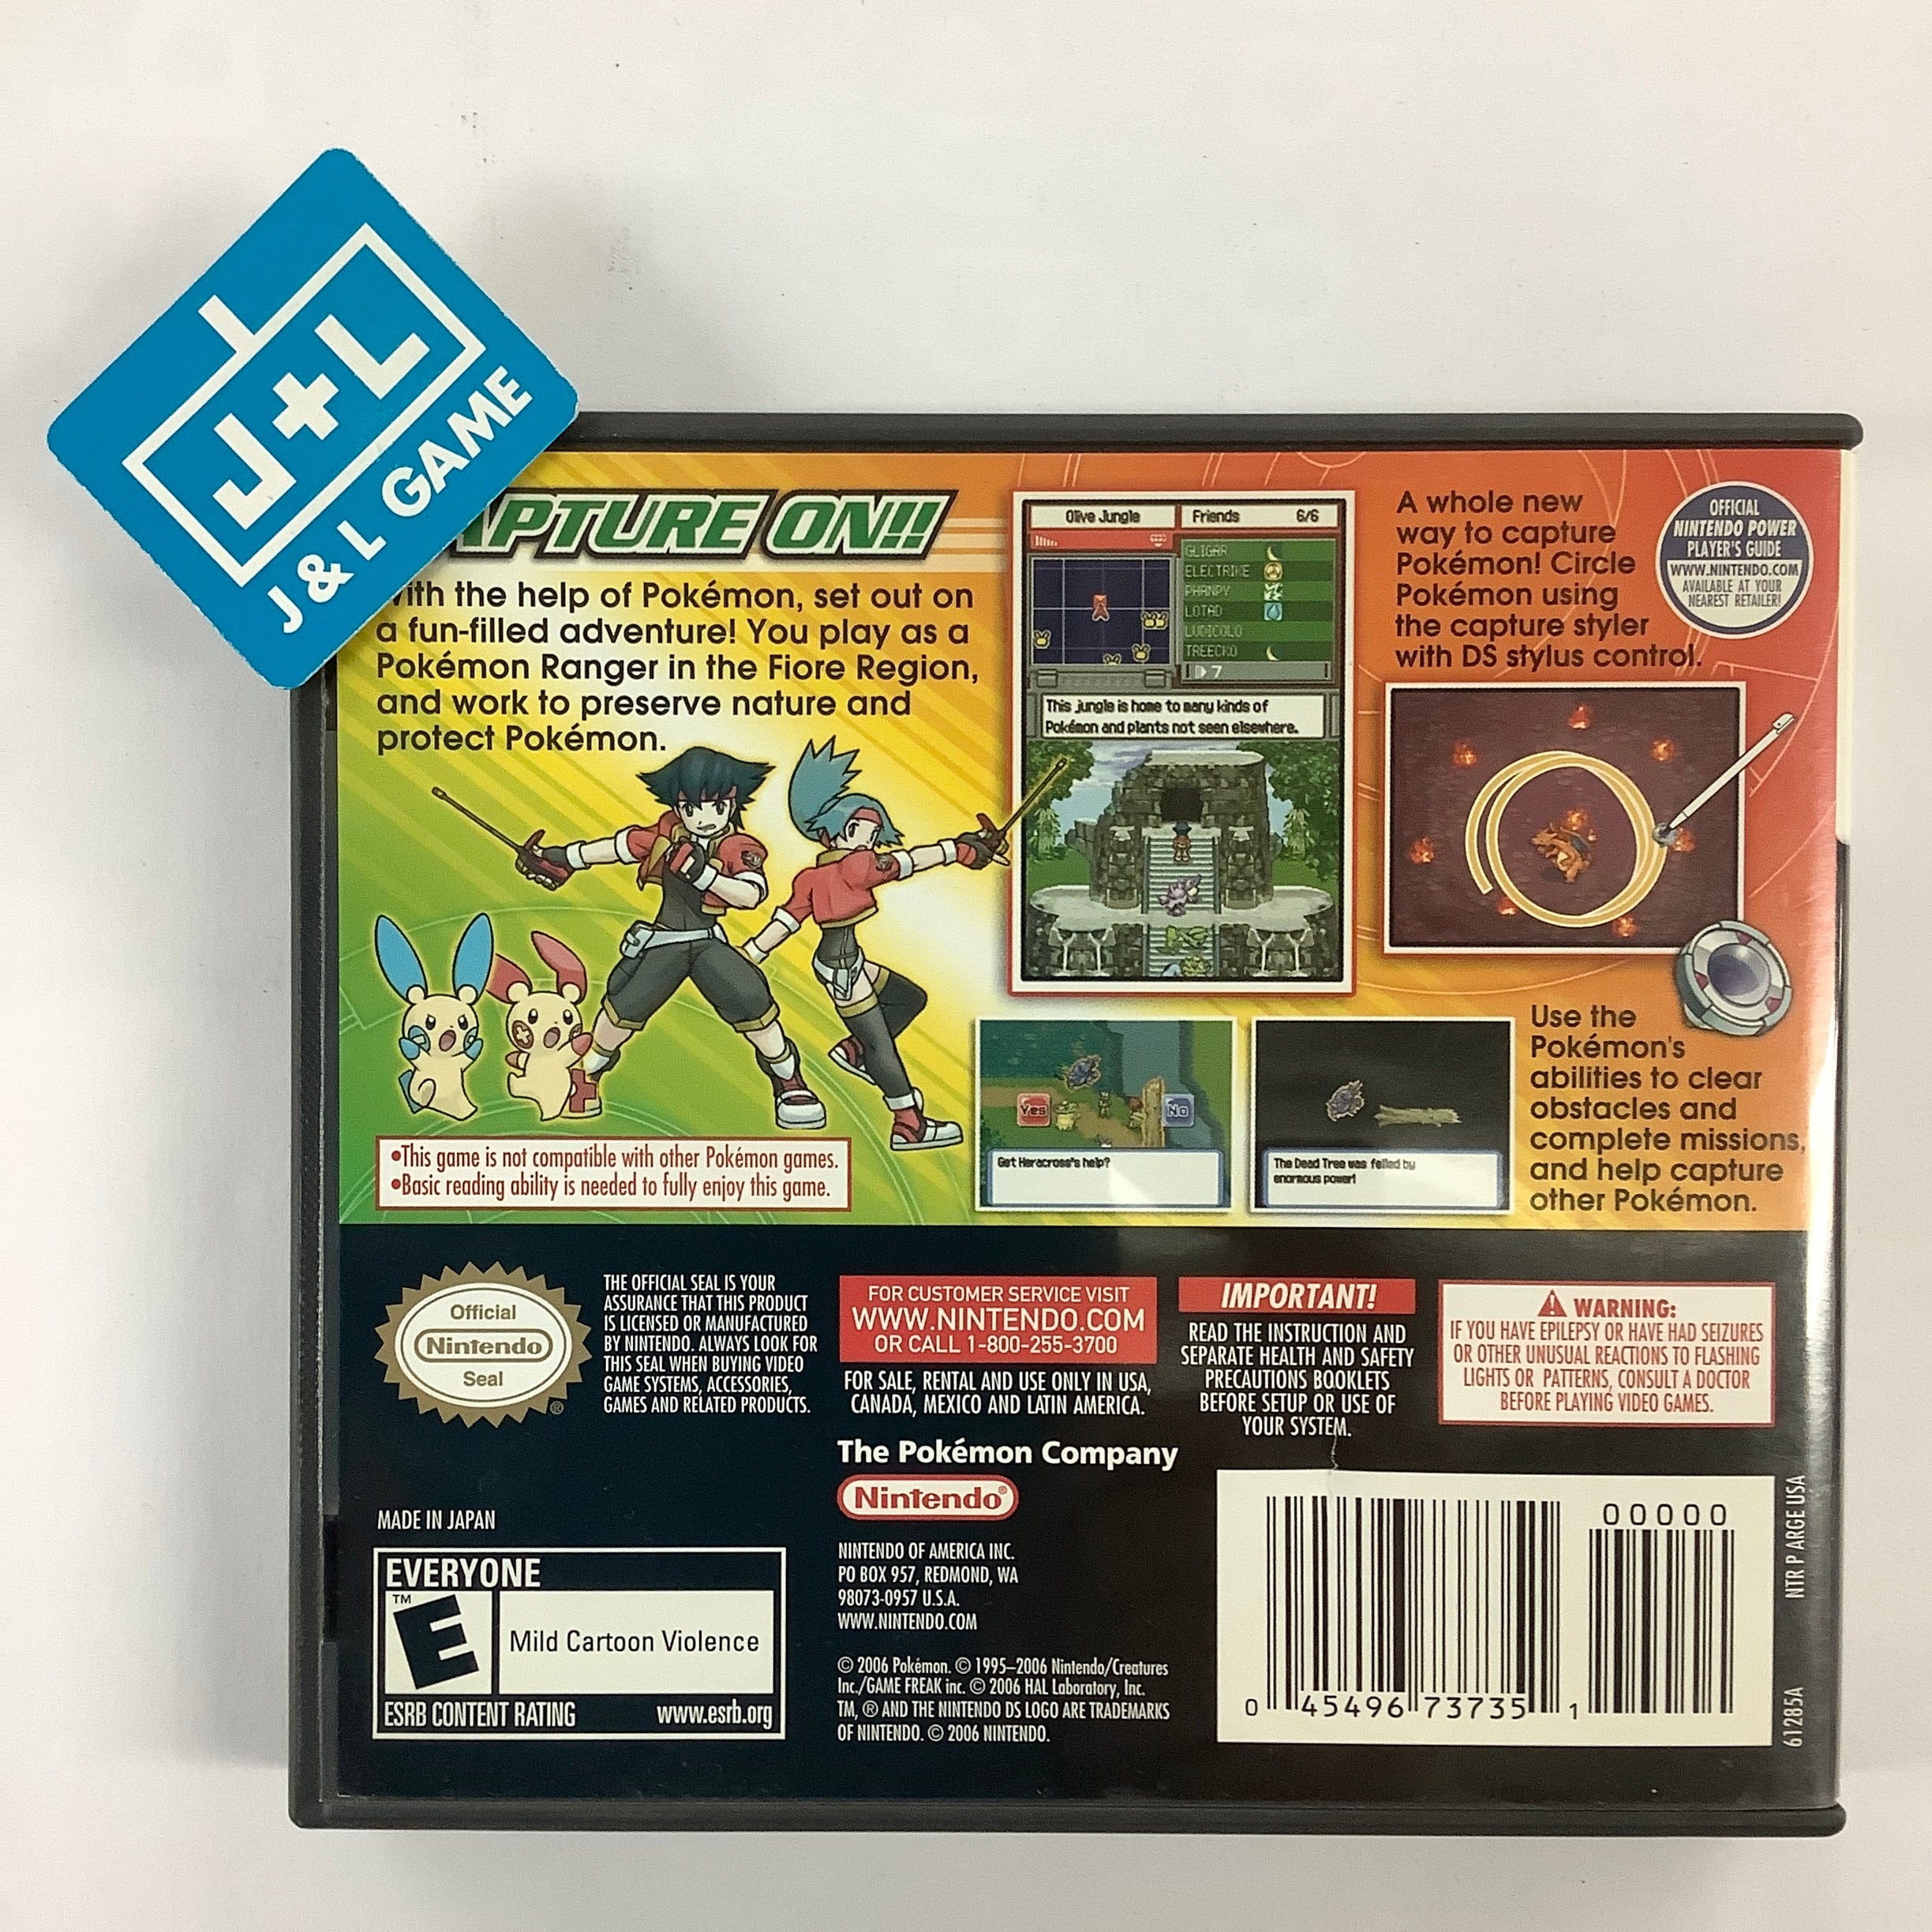 J+L
J & L GAME
APTURE ON!!
With the help of Pokémon, set out on
a fun-filled adventure! You play as a
Pokémon Ranger in the Fiore Region,
and work to preserve nature and
protect Pokémon.
•This game is not compatible with other Pokémon games.
•Basic reading ability is needed to fully enjoy this game.
Olive Jungle
Friends 6/6
GLIGAR
ELECTRIKE
PHANPY
LOTAD
LUDICOLO
TREECKO
7
This jungle is home to many kinds of
Pokémon and plants not seen elsewhere.
A whole new
way to capture
Pokémon! Circle
Pokémon using
the capture styler
with DS stylus control.
OFFICIAL
NINTENDO POWER
PLAYER'S GUIDE
WWW.NINTENDO.COM
AVAILABLE AT YOUR
NEAREST RETAILER!
Yes
No
Get Heracross's help?
The Dead Tree was felled by
enormous power!
Use the
Pokémon's
abilities to clear
obstacles and
complete missions,
and help capture
other Pokémon.
Official
Nintendo
Seal
®
THE OFFICIAL SEAL IS YOUR
ASSURANCE THAT THIS PRODUCT
IS LICENSED OR MANUFACTURED
BY NINTENDO. ALWAYS LOOK FOR
THIS SEAL WHEN BUYING VIDEO
GAME SYSTEMS, ACCESSORIES,
GAMES AND RELATED PRODUCTS.
FOR CUSTOMER SERVICE VISIT
WWW.NINTENDO.COM
OR CALL 1-800-255-3700
FOR SALE, RENTAL AND USE ONLY IN USA,
CANADA, MEXICO AND LATIN AMERICA.
IMPORTANT!
READ THE INSTRUCTION AND
SEPARATE HEALTH AND SAFETY
PRECAUTIONS BOOKLETS
BEFORE SETUP OR USE OF
YOUR SYSTEM.
WARNING:
IF YOU HAVE EPILEPSY OR HAVE HAD SEIZURES
OR OTHER UNUSUAL REACTIONS TO FLASHING
LIGHTS OR PATTERNS, CONSULT A DOCTOR
BEFORE PLAYING VIDEO GAMES.
The Pokémon Company
Nintendo®
MADE IN JAPAN
EVERYONE
™
E
Mild Cartoon Violence
ESRB CONTENT RATING www.esrb.org
NINTENDO OF AMERICA INC.
PO BOX 957, REDMOND, WA
98073-0957 U.S.A.
WWW.NINTENDO.COM
© 2006 Pokémon. © 1995–2006 Nintendo/Creatures
Inc./GAME FREAK inc. © 2006 HAL Laboratory, Inc.
TM, ® AND THE NINTENDO DS LOGO ARE TRADEMARKS
OF NINTENDO. © 2006 NINTENDO.
00000
0 45496 73735 1
61285A NTR P ARGE USA